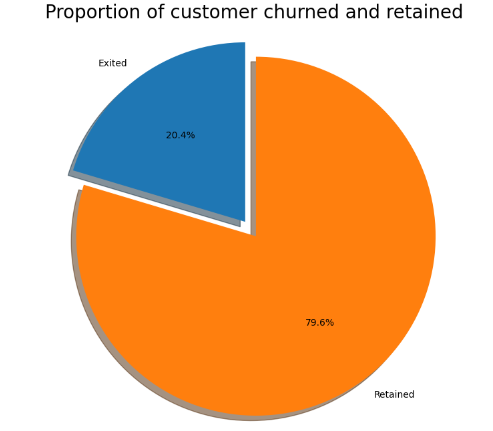 Proportion of customer churned and retained
Exited
20.4%
79.6%
Retained